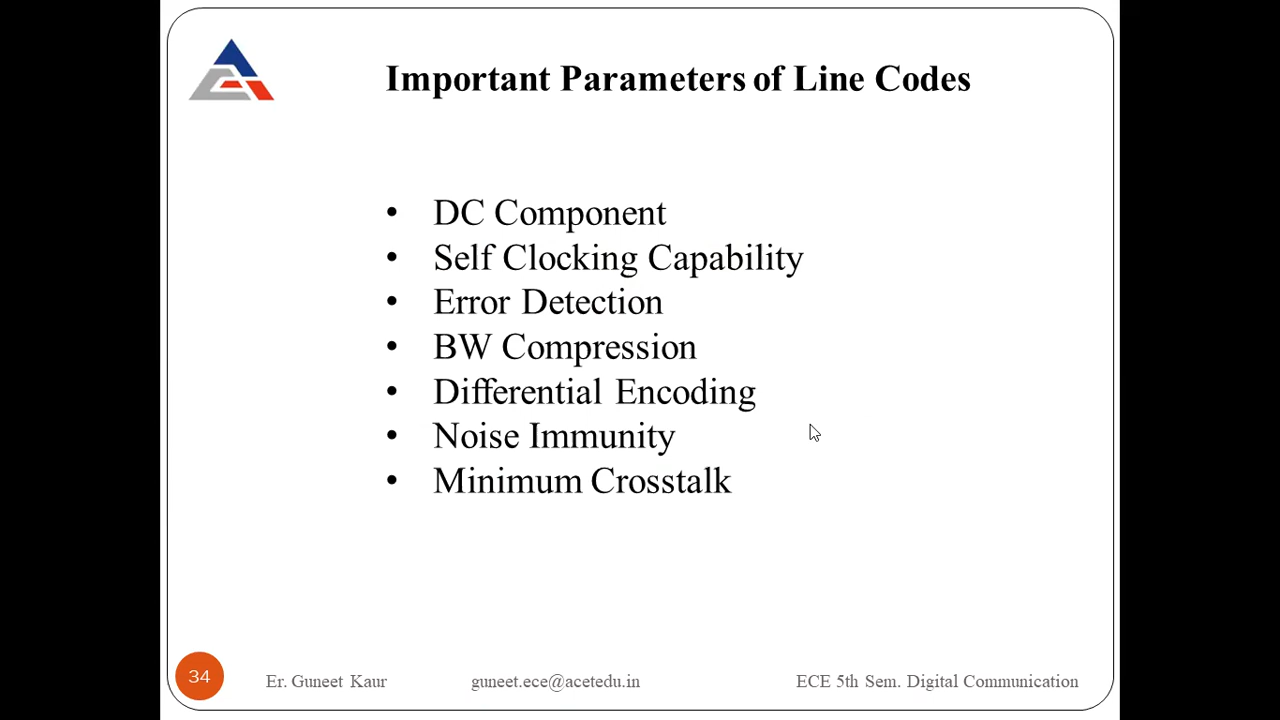 Important Parameters of Line Codes
• DC Component
• Self Clocking Capability
• Error Detection
• BW Compression
• Differential Encoding
• Noise Immunity
• Minimum Crosstalk
34 Er. Guneet Kaur guneet.ece@acetedu.in ECE 5th Sem. Digital Communication